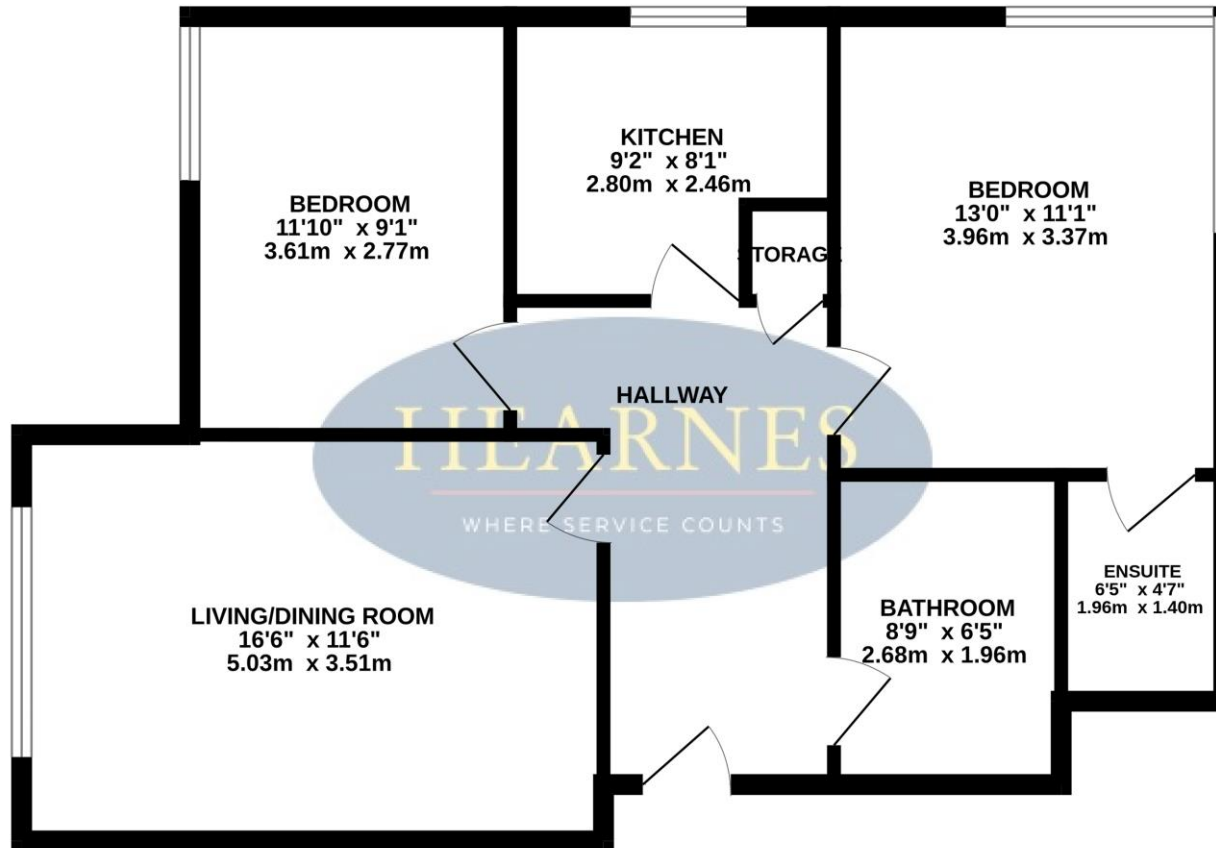 KITCHEN
9'2" x 8'1"
2.80m x 2.46m
BEDROOM
11'10" x 9'1"
3.61m x 2.77m
BEDROOM
13'0" x 11'1"
3.96m x 3.37m
STORAGE
HALLWAY
HEARNES
WHERE SERVICE COUNTS
LIVING/DINING ROOM
16'6" x 11'6"
5.03m x 3.51m
BATHROOM
8'9" x 6'5"
2.68m x 1.96m
ENSUITE
6'5" x 4'7"
1.96m x 1.40m